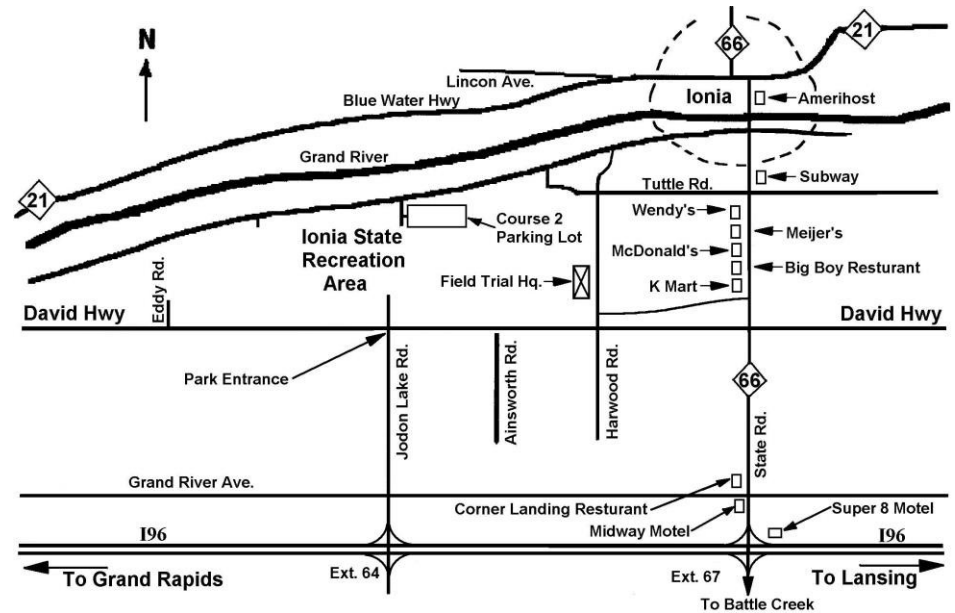 N
66
21
Lincon Ave.
Ionia
Amerihost
Blue Water Hwy
Grand River
Tuttle Rd.
Subway
21
Wendy's
Course 2
Parking Lot
Meijer's
Ionia State
Recreation
Area
McDonald's
Big Boy Resturant
Field Trial Hq.
K Mart
Eddy Rd.
David Hwy
David Hwy
Park Entrance
Jodon Lake Rd.
Ainsworth Rd.
Harwood Rd.
66
State Rd.
Grand River Ave.
Corner Landing Resturant
Super 8 Motel
Midway Motel
I96
I96
To Grand Rapids
Ext. 64
Ext. 67
To Lansing
To Battle Creek